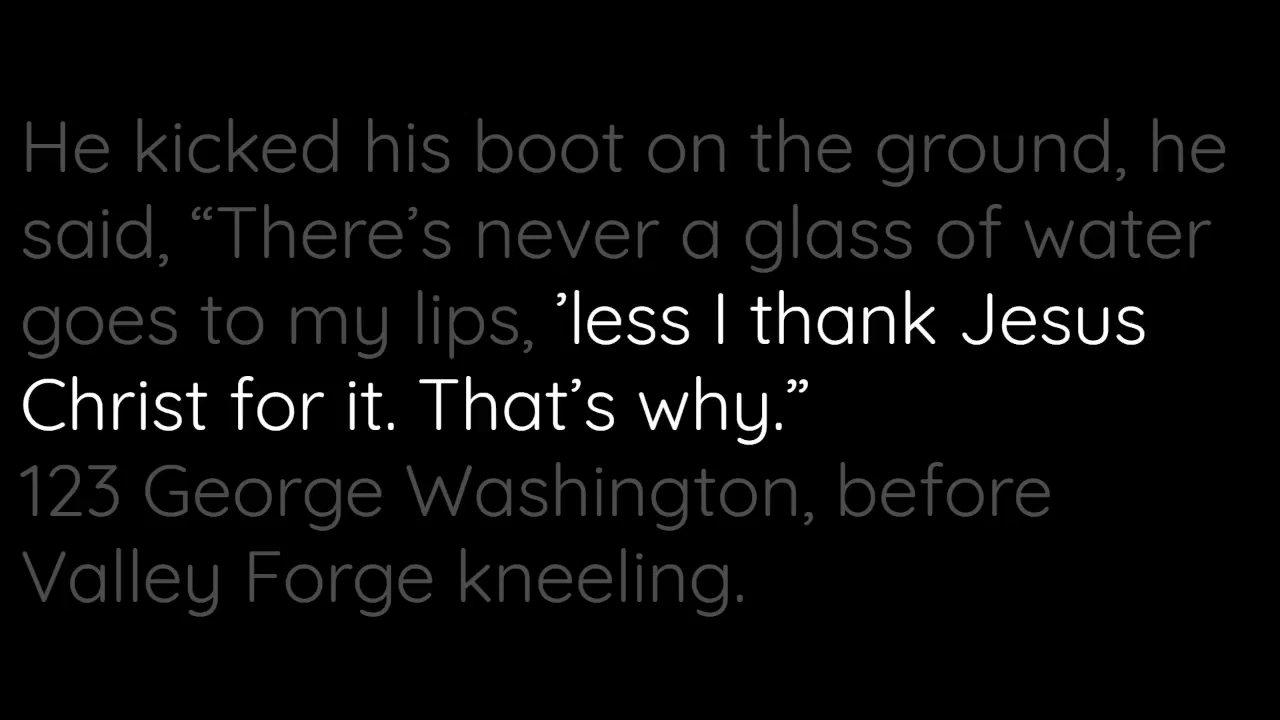 He kicked his boot on the ground, he
said, “There’s never a glass of water
goes to my lips, ’less I thank Jesus
Christ for it. That’s why.”
123 George Washington, before
Valley Forge kneeling.